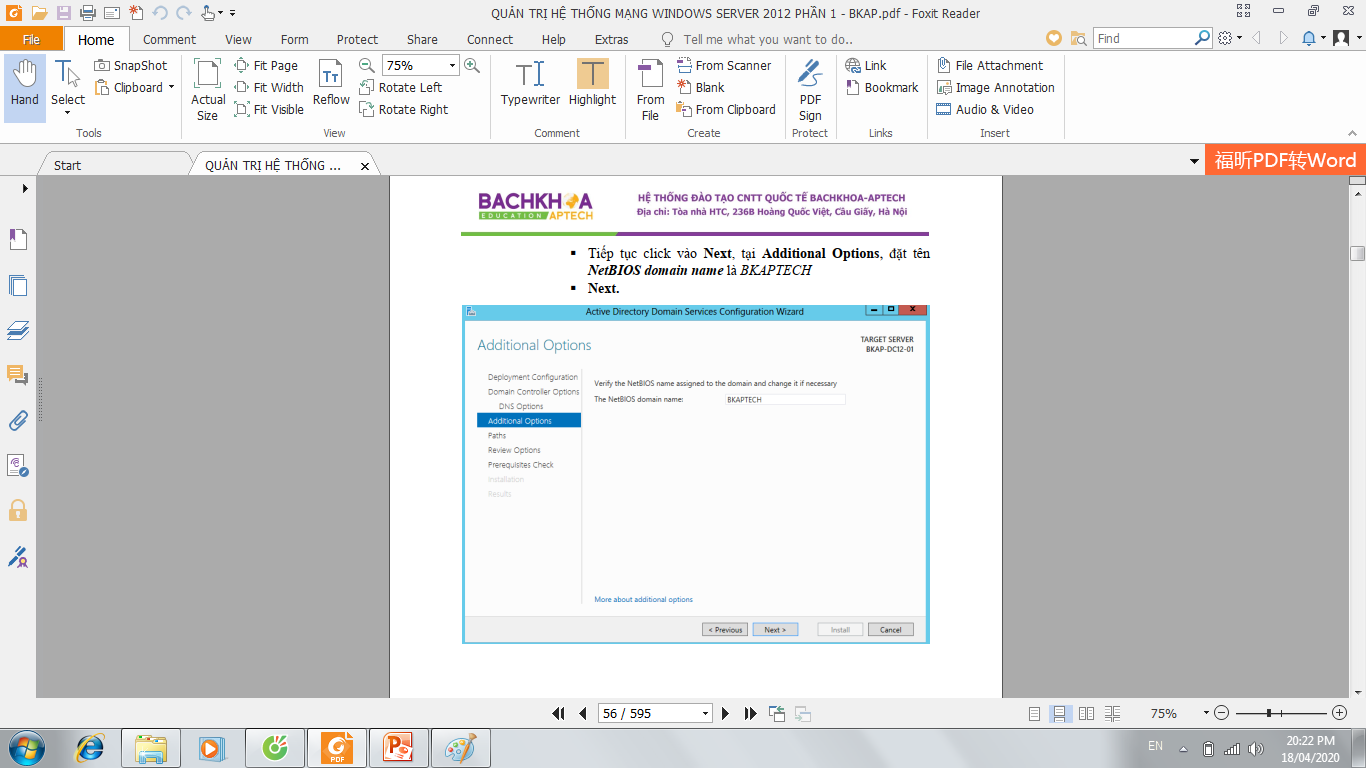 QUẢN TRỊ HỆ THỐNG MẠNG WINDOWS SERVER 2012 PHẦN 1 - BKAP.pdf - Foxit Reader
File Home Comment View Form Protect Share Connect Help Extras Tell me what you want to do.. Find
Hand
Select
SnapShot
Clipboard
Tools
Actual Size
Fit Page
Fit Width
Fit Visible
Reflow
75%
Rotate Left
Rotate Right
View
Typewriter
Highlight
Comment
From File
From Scanner
Blank
From Clipboard
Create
PDF Sign
Protect
Link
Bookmark
Links
File Attachment
Image Annotation
Audio & Video
Insert
Start
QUẢN TRỊ HỆ THỐNG ...
福昕PDF转Word
BACHKHOA
EDUCATION APTECH
HỆ THỐNG ĐÀO TẠO CNTT QUỐC TẾ BACHKHOA-APTECH
Địa chỉ: Tòa nhà HTC, 236B Hoàng Quốc Việt, Cầu Giấy, Hà Nội
Tiếp tục click vào Next, tại Additional Options, đặt tên
NetBIOS domain name là BKAPTECH
Next.
Active Directory Domain Services Configuration Wizard
Additional Options
TARGET SERVER
BKAP-DC12-01
Deployment Configuration
Domain Controller Options
DNS Options
Additional Options
Paths
Review Options
Prerequisites Check
Installation
Results
Verify the NetBIOS name assigned to the domain and change it if necessary
The NetBIOS domain name: BKAPTECH
More about additional options
< Previous Next > Install Cancel
56 / 595
75%
EN
20:22 PM
18/04/2020